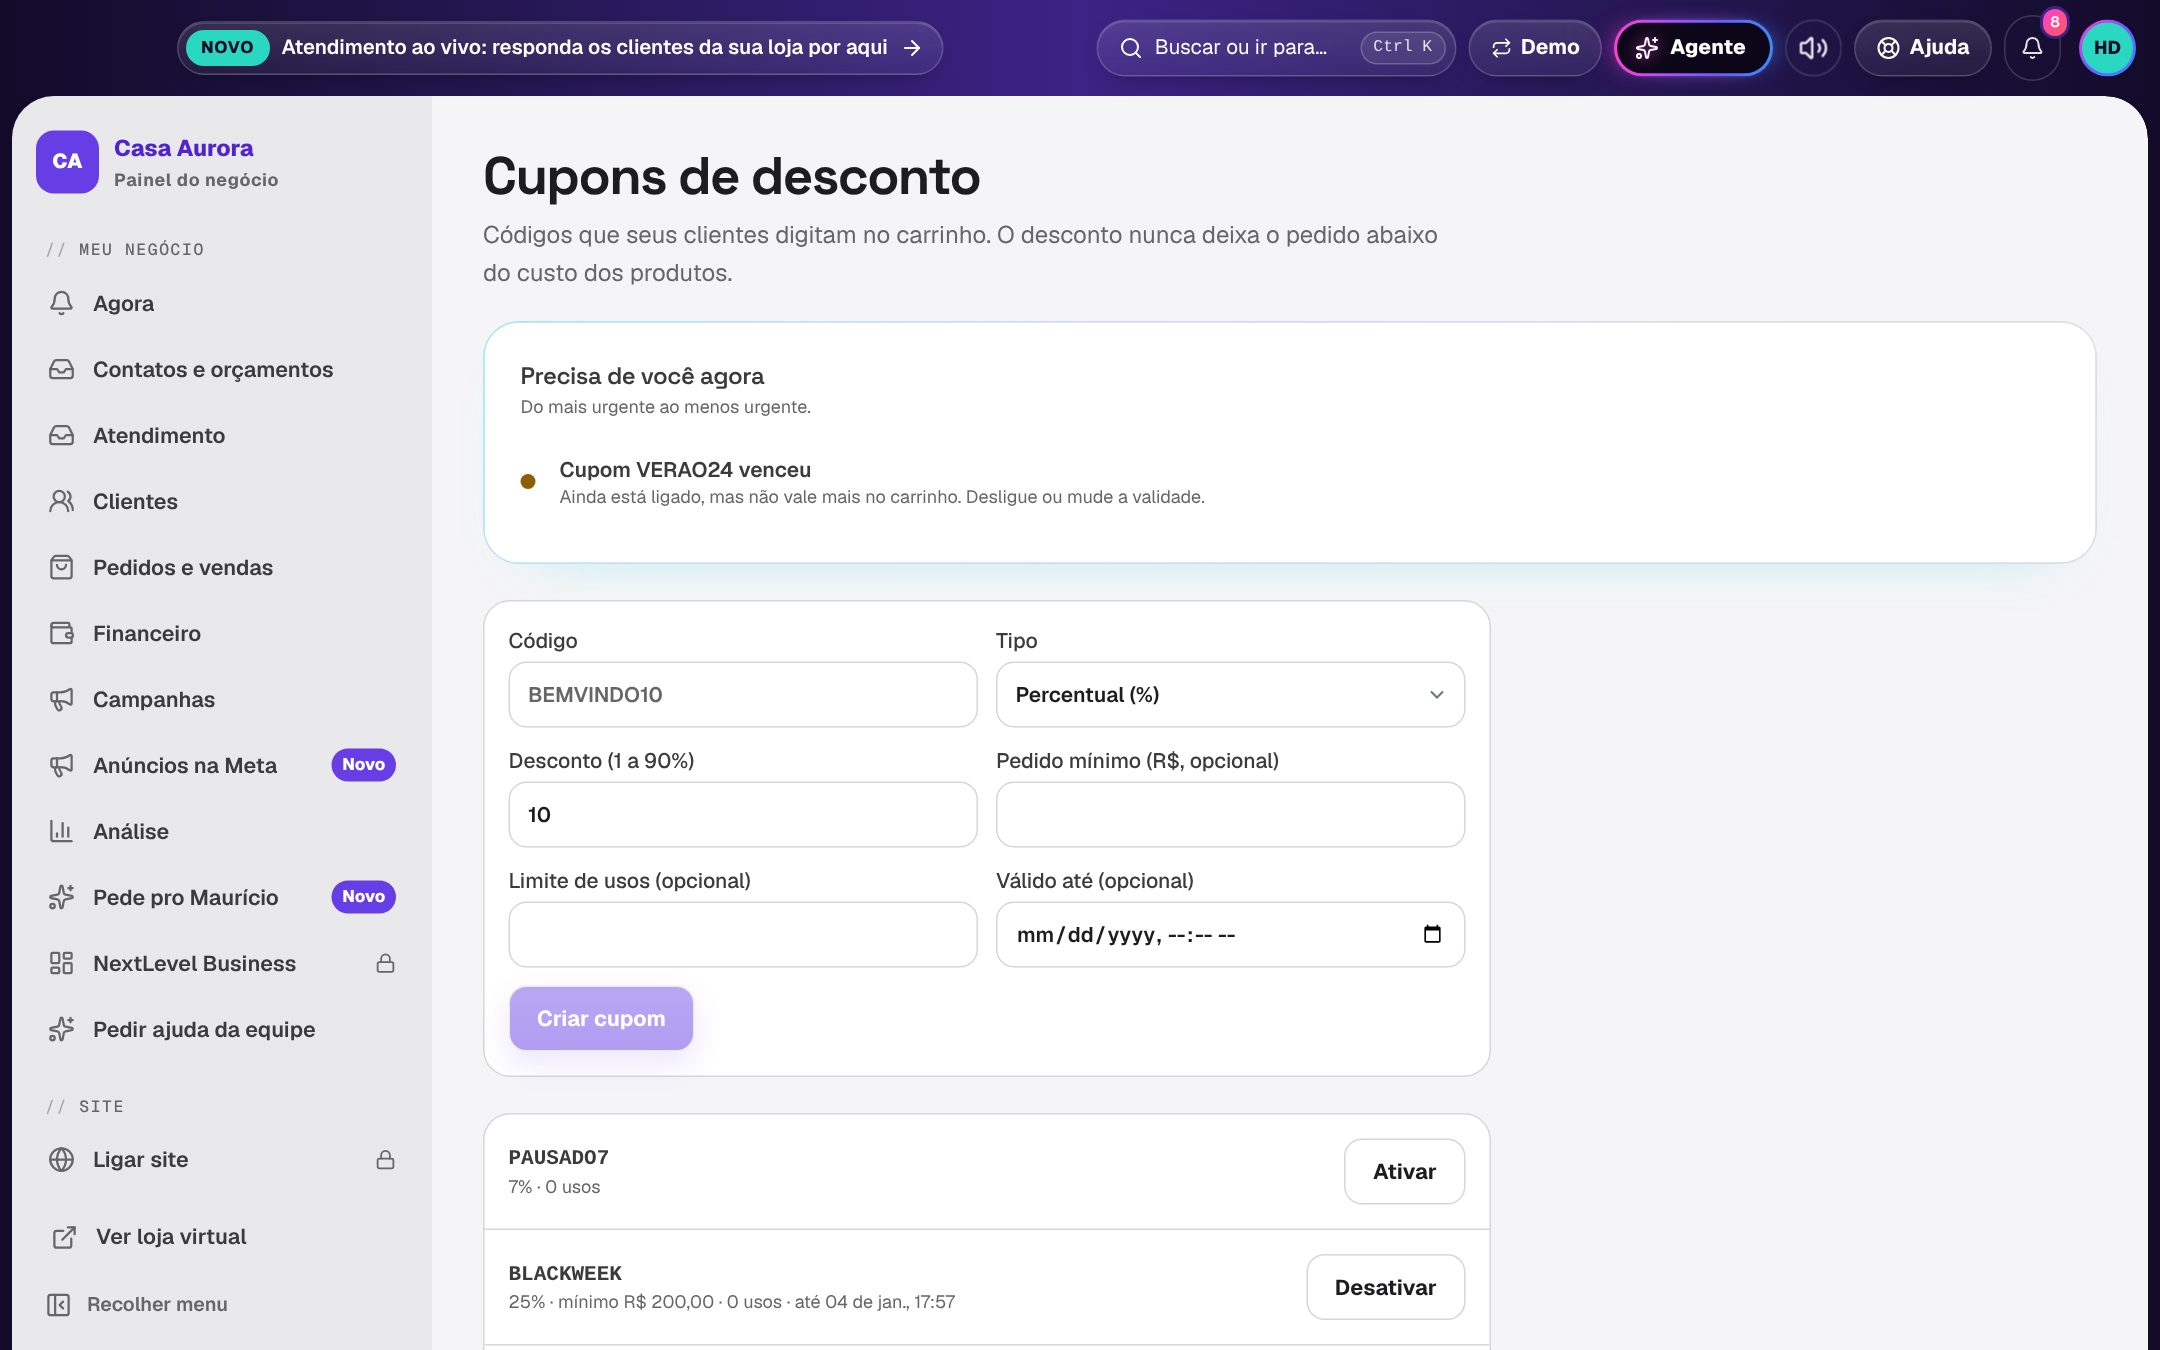 NOVO Atendimento ao vivo: responda os clientes da sua loja por aqui →
Buscar ou ir para... Ctrl K
Demo
Agente
Ajuda
8
HD
CA
Casa Aurora
Painel do negócio
// MEU NEGÓCIO
Agora
Contatos e orçamentos
Atendimento
Clientes
Pedidos e vendas
Financeiro
Campanhas
Anúncios na Meta Novo
Análise
Pede pro Maurício Novo
NextLevel Business
Pedir ajuda da equipe
// SITE
Ligar site
Ver loja virtual
Recolher menu
Cupons de desconto
Códigos que seus clientes digitam no carrinho. O desconto nunca deixa o pedido abaixo
do custo dos produtos.
Precisa de você agora
Do mais urgente ao menos urgente.
Cupom VERAO24 venceu
Ainda está ligado, mas não vale mais no carrinho. Desligue ou mude a validade.
Código
BEMVINDO10
Tipo
Percentual (%)
Desconto (1 a 90%)
10
Pedido mínimo (R$, opcional)
Limite de usos (opcional)
Válido até (opcional)
mm/dd/yyyy, --:-- --
Criar cupom
PAUSADO7
7% · 0 usos
Ativar
BLACKWEEK
25% · mínimo R$ 200,00 · 0 usos · até 04 de jan., 17:57
Desativar